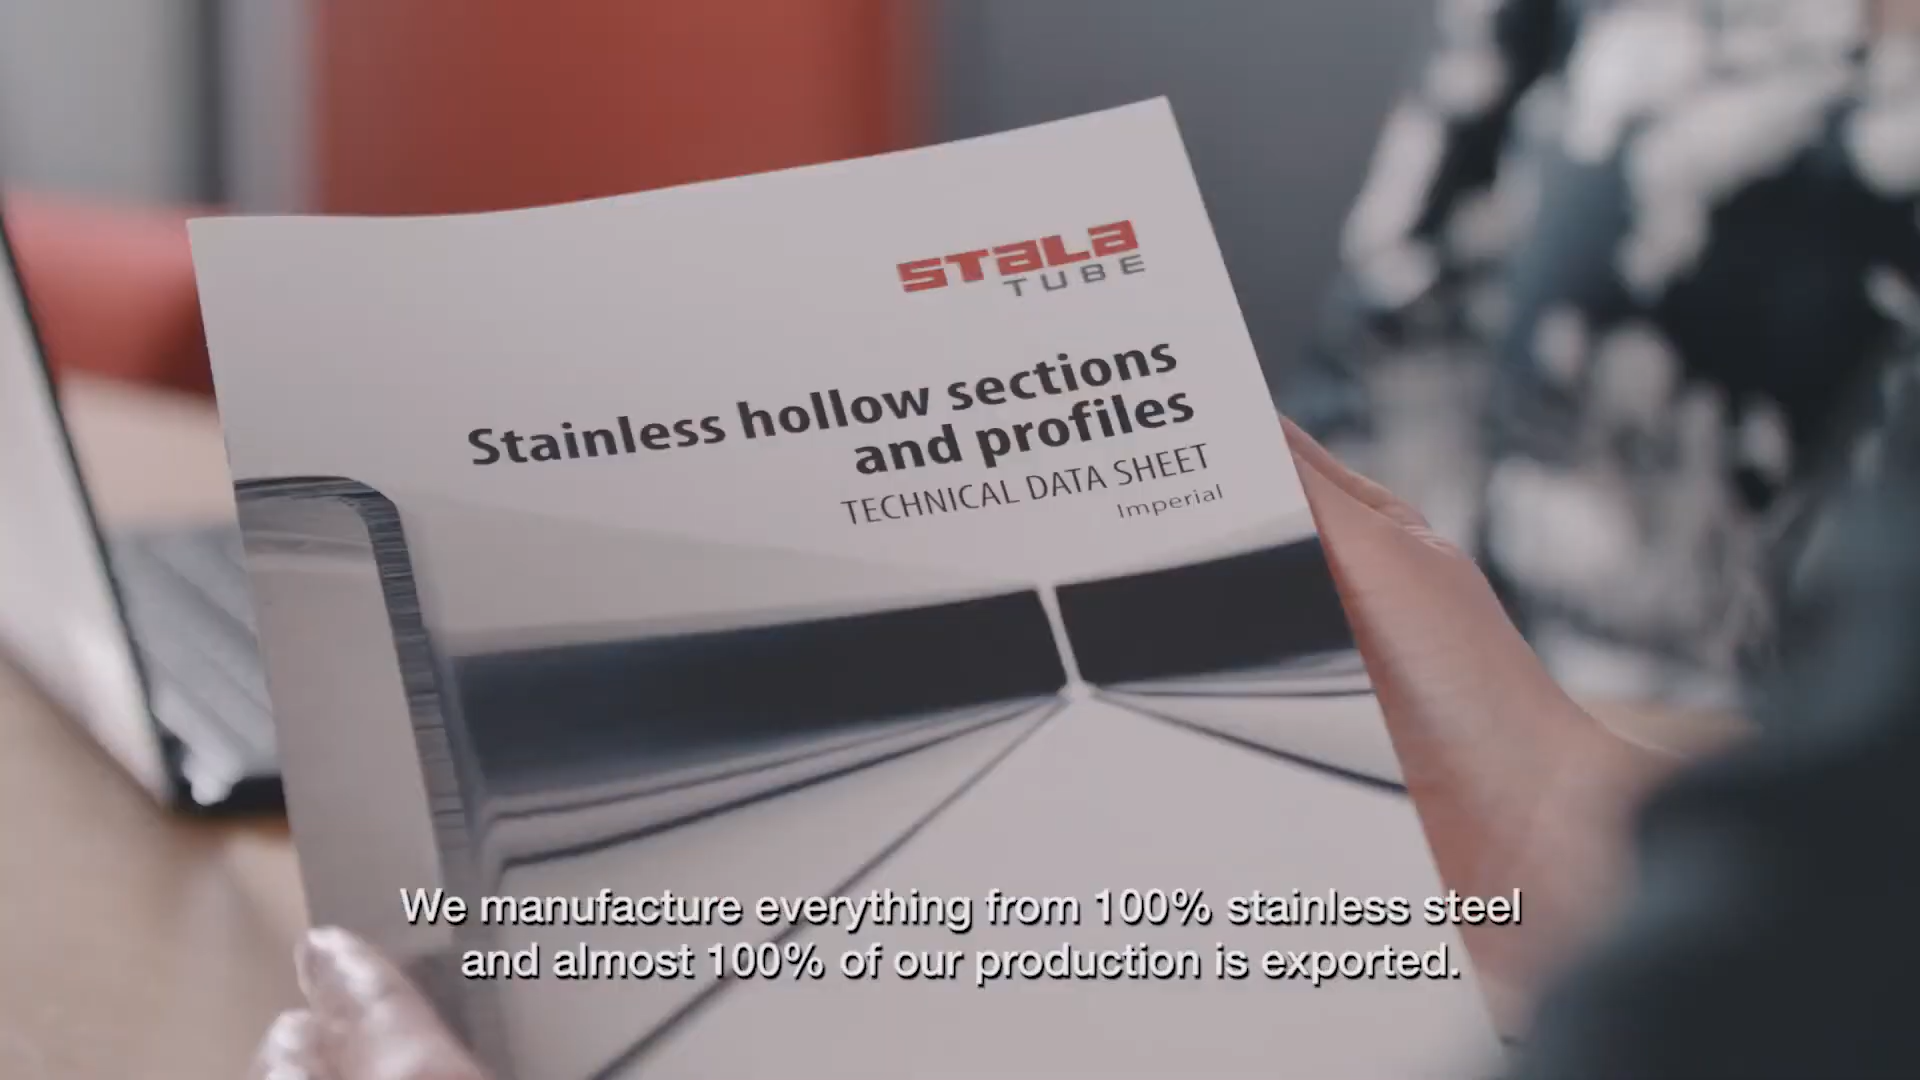 STALA
TUBE
Stainless hollow sections
and profiles
TECHNICAL DATA SHEET
Imperial
We manufacture everything from 100% stainless steel
and almost 100% of our production is exported.